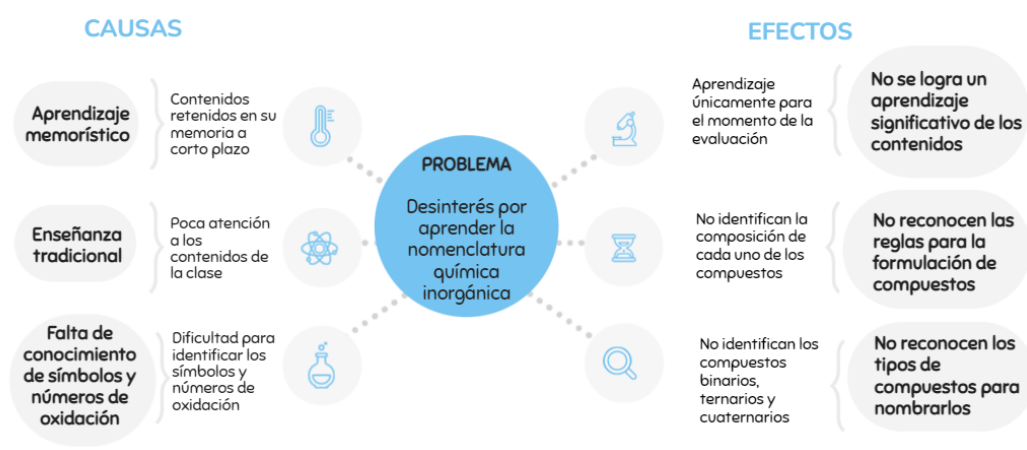 CAUSAS
Aprendizaje
memorístico
Contenidos
retenidos en su
memoria a
corto plazo
Enseñanza
tradicional
Poca atención
a los
contenidos de
la clase
Falta de
conocimiento
de símbolos y
números de
oxidación
Dificultad para
identificar los
símbolos y
números de
oxidación
PROBLEMA
Desinterés por
aprender la
nomenclatura
química
inorgánica
EFECTOS
Aprendizaje
únicamente para
el momento de la
evaluación
No se logra un
aprendizaje
significativo de los
contenidos
No identifican la
composición de
cada uno de los
compuestos
No reconocen las
reglas para la
formulación de
compuestos
No identifican los
compuestos
binarios,
ternarios y
cuaternarios
No reconocen los
tipos de
compuestos para
nombrarlos